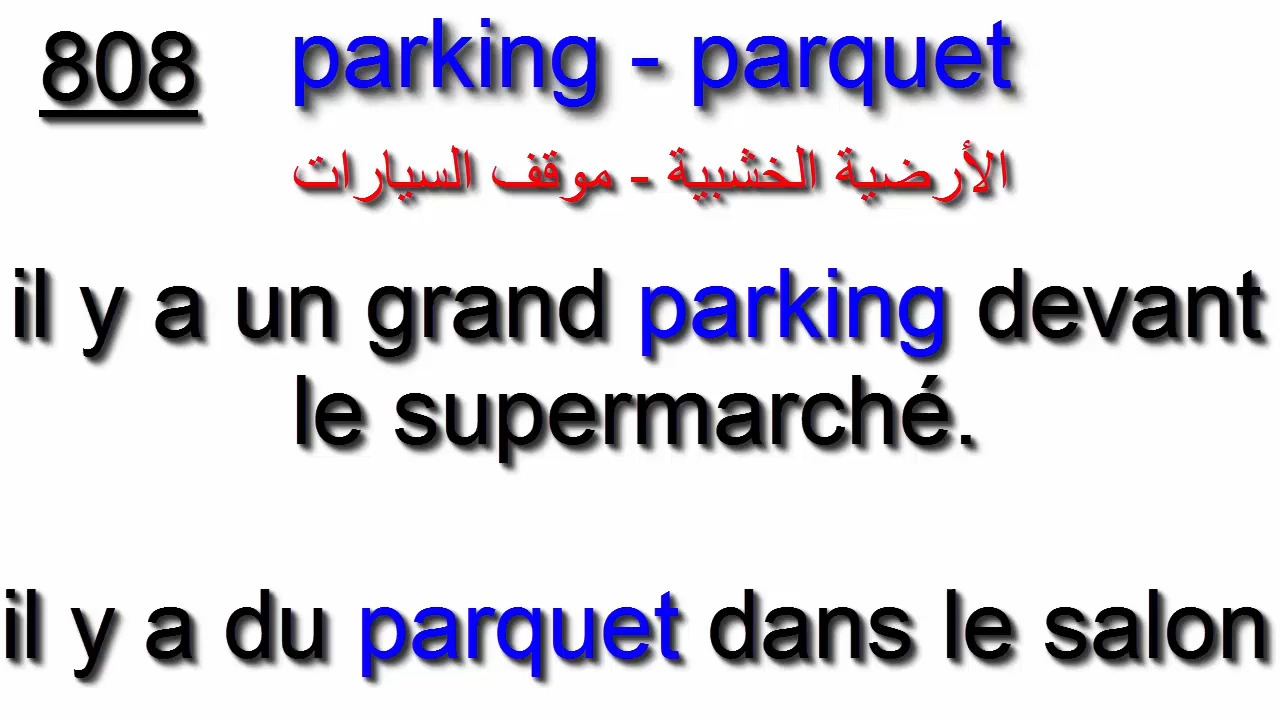 808 parking - parquet
الأرضية الخشبية - موقف السيارات
il y a un grand parking devant
le supermarché.
il y a du parquet dans le salon